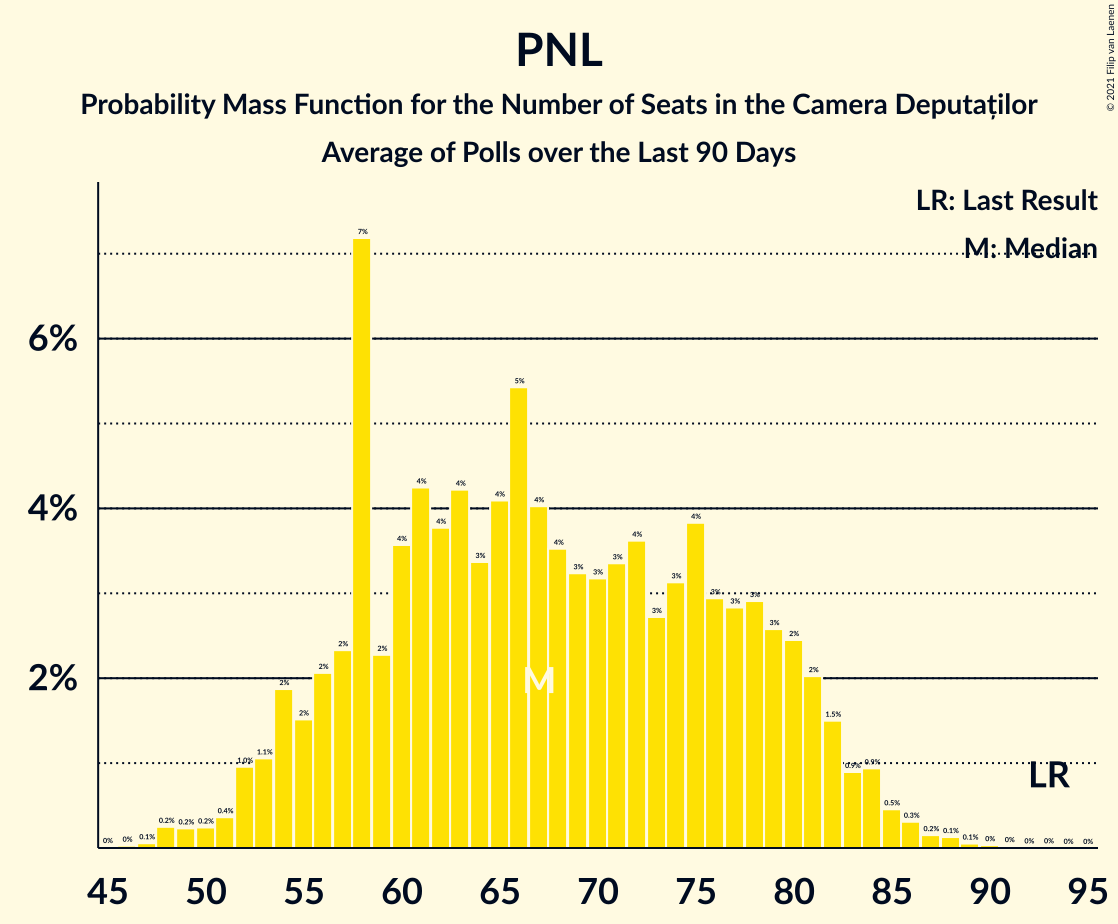 PNL
Probability Mass Function for the Number of Seats in the Camera Deputaților
Average of Polls over the Last 90 Days
© 2021 Filip van Laenen
LR: Last Result
M: Median
6%
4%
2%
0% 0% 0.1% 0.2% 0.2% 0.2% 0.4% 1.0% 1.1% 2% 2% 2% 2% 7% 2% 4% 4% 4% 4% 3% 4% 5% 4% 4% 3% 3% 3% 4% 3% 3% 4% 3% 3% 3% 3% 2% 2% 1.5% 0.9% 0.9% 0.5% 0.3% 0.2% 0.1% 0.1% 0% 0% 0% 0% 0% 0%
M
LR
45 50 55 60 65 70 75 80 85 90 95